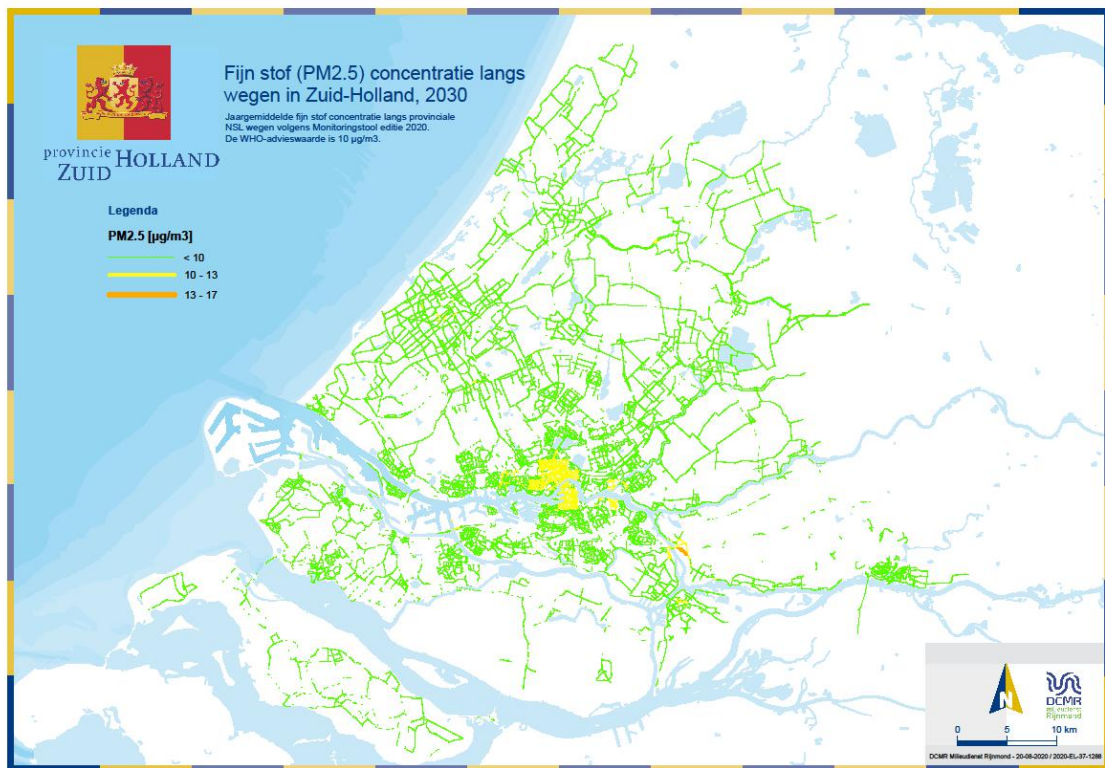 provincie HOLLAND
ZUID
Fijn stof (PM2.5) concentratie langs
wegen in Zuid-Holland, 2030
Jaargemiddelde fijn stof concentratie langs provinciale
NSL wegen volgens Monitoringstool editie 2020.
De WHO-advieswaarde is 10 µg/m3.
Legenda
PM2.5 [µg/m3]
< 10
10 - 13
13 - 17
N
DCMR
milieudienst
Rijnmond
0 5 10 km
DCMR Milieudienst Rijnmond - 20-08-2020 / 2020-EL-37-1288